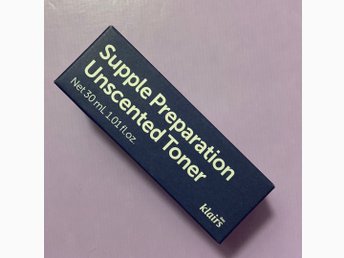 Supple Preparation
Unscented Toner
Net 30 mL 1.01 fl.oz.
klairs